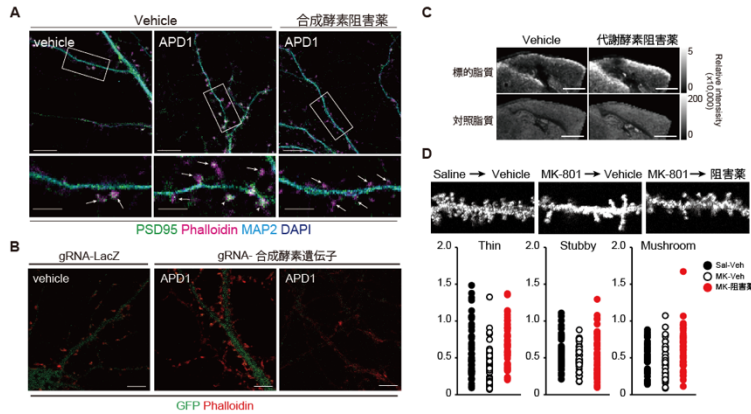 A
Vehicle
合成酵素阻害薬
vehicle
APD1
APD1
PSD95 Phalloidin MAP2 DAPI
B
gRNA-LacZ
gRNA- 合成酵素遺伝子
vehicle
APD1
APD1
GFP Phalloidin
C
Vehicle
代謝酵素阻害薬
標的脂質
対照脂質
5
0
200
0
Relative intensisity
(x10,000)
D
Saline → Vehicle
MK-801 → Vehicle
MK-801 → 阻害薬
Thin
Stubby
Mushroom
2.0
1.5
1.0
0.5
0
2.0
1.5
1.0
0.5
0
2.0
1.5
1.0
0.5
0
Sal-Veh
MK-Veh
MK-阻害薬